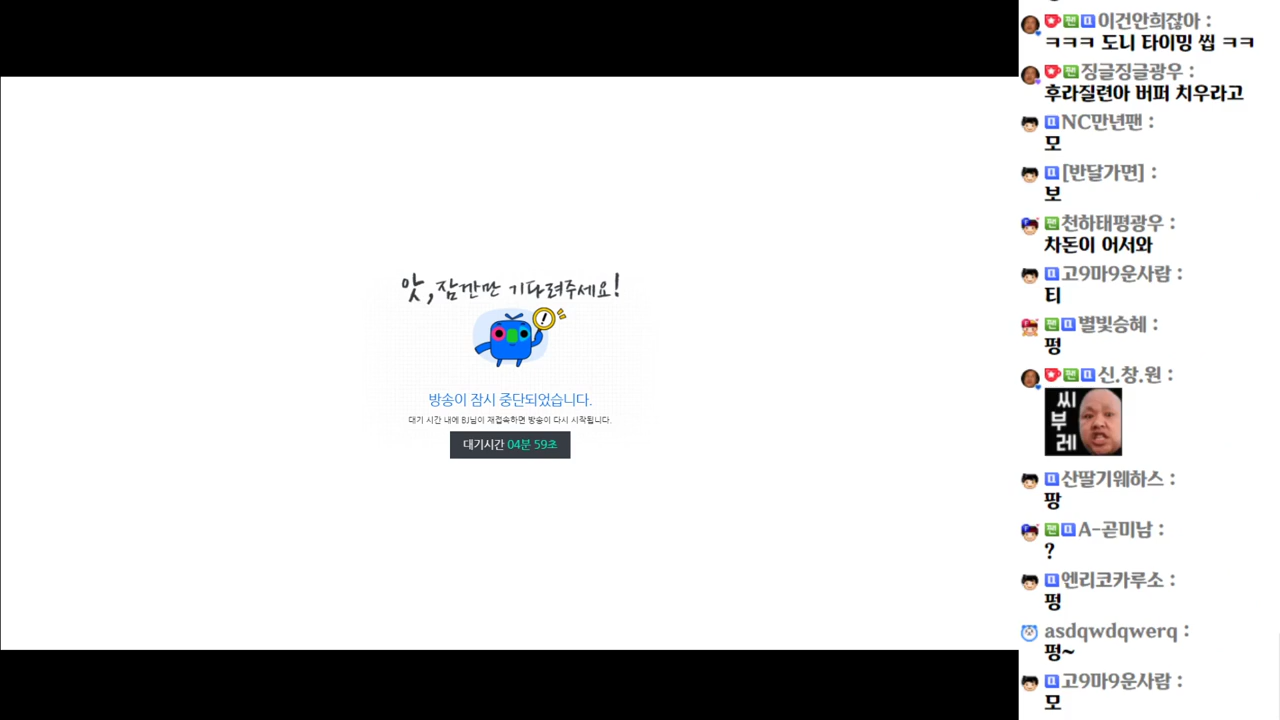 앗, 잠깐만 기다려주세요!
방송이 잠시 중단되었습니다.
대기 시간 내에 BJ님이 재접속하면 방송이 다시 시작됩니다.
대기시간 04분 59초
이건안희잖아 :
ㅋㅋㅋ 도니 타이밍 씹 ㅋㅋ
징글징글광우 :
후라질련아 버퍼 치우라고
NC만년팬 :
모
[반달가면] :
보
팬 천하태평광우 :
차돈이 어서와
고9마9운사람 :
티
팬 별빛승혜 :
펑
팬 신.창.원 :
씨
부
레
산딸기웨하스 :
팡
팬 A-곧미남 :
?
엔리코카루소 :
펑
asdqwdqwerq :
펑~
고9마9운사람 :
모